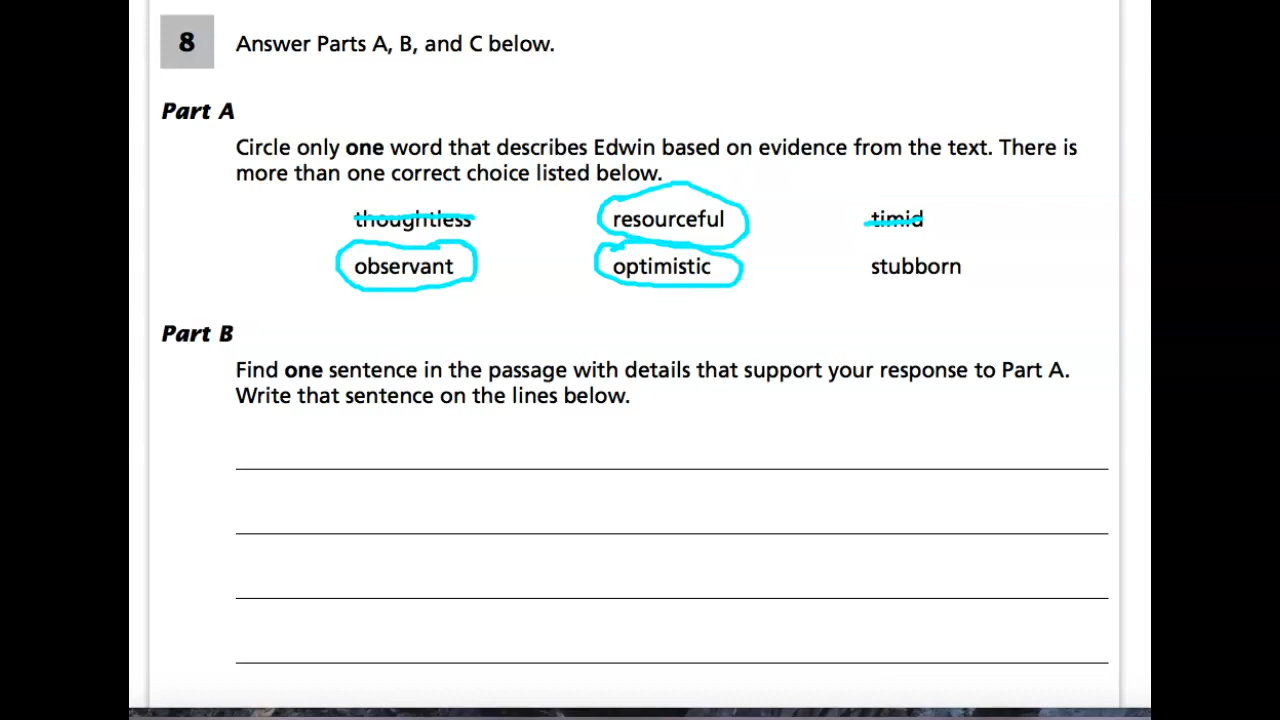 8 Answer Parts A, B, and C below.
Part A
Circle only one word that describes Edwin based on evidence from the text. There is
more than one correct choice listed below.
thoughtless resourceful timid
observant optimistic stubborn
Part B
Find one sentence in the passage with details that support your response to Part A.
Write that sentence on the lines below.